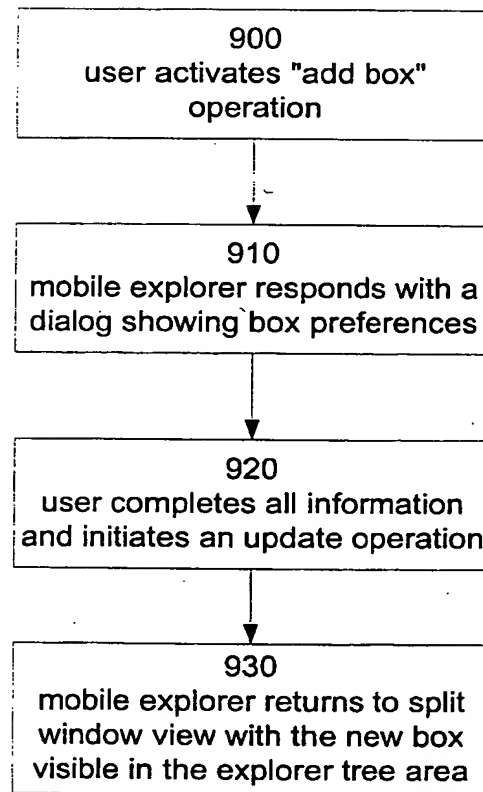 900
user activates "add box"
operation
910
mobile explorer responds with a
dialog showing box preferences
920
user completes all information
and initiates an update operation
930
mobile explorer returns to split
window view with the new box
visible in the explorer tree area